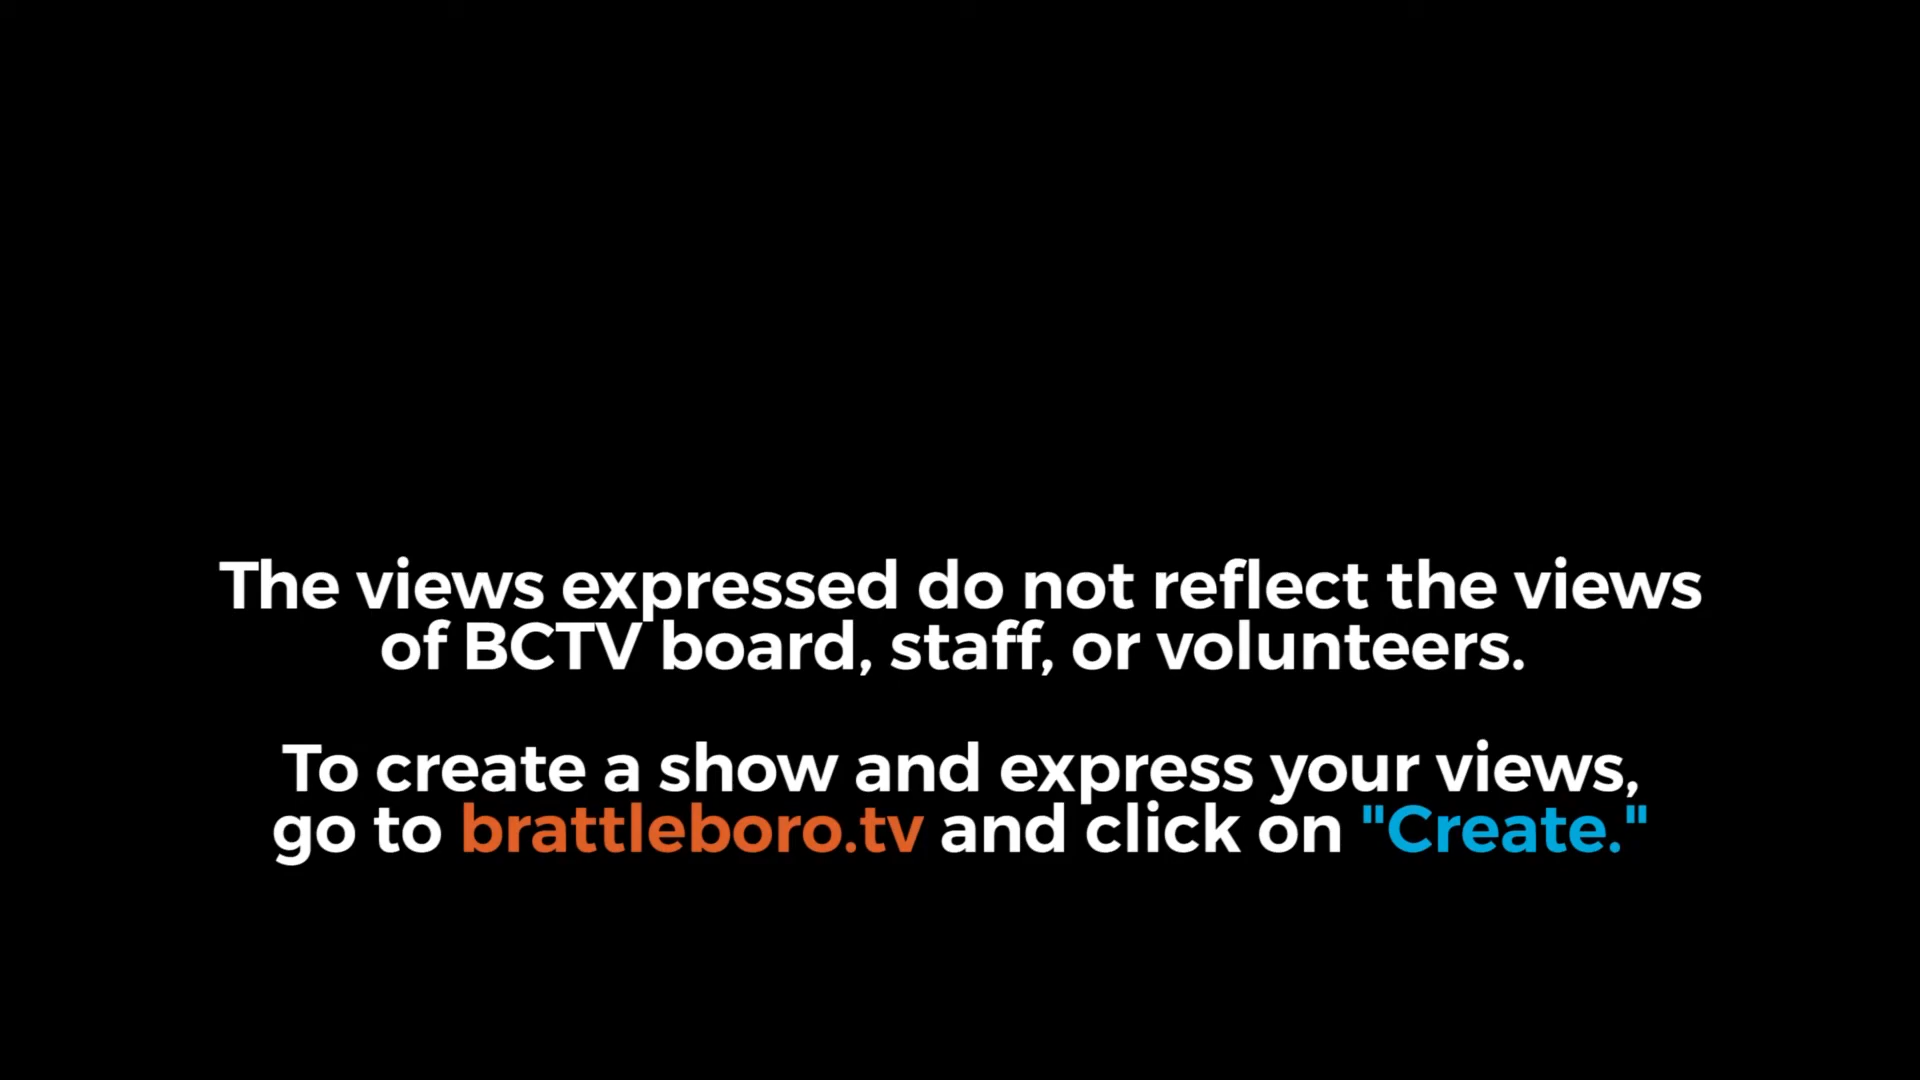 The views expressed do not reflect the views
of BCTV board, staff, or volunteers.
To create a show and express your views,
go to brattleboro.tv and click on "Create."